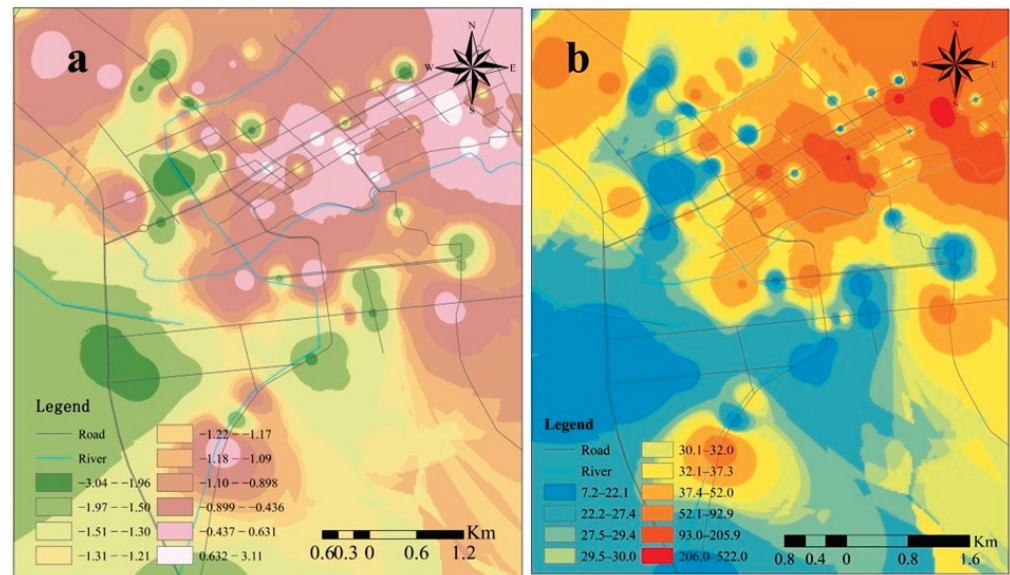 a
N
W E
S
Legend
Road
River
−3.04 – −1.96
−1.97 – −1.50
−1.51 – −1.30
−1.31 – −1.21
−1.22 – −1.17
−1.18 – −1.09
−1.10 – −0.898
−0.899 – −0.436
−0.437 – 0.631
0.632 – 3.11
Km
0.6 0.3 0 0.6 1.2
b
N
W E
S
Legend
Road
River
7.2–22.1
22.2–27.4
27.5–29.4
29.5–30.0
30.1–32.0
32.1–37.3
37.4–52.0
52.1–92.9
93.0–205.9
206.0–522.0
Km
0.8 0.4 0 0.8 1.6